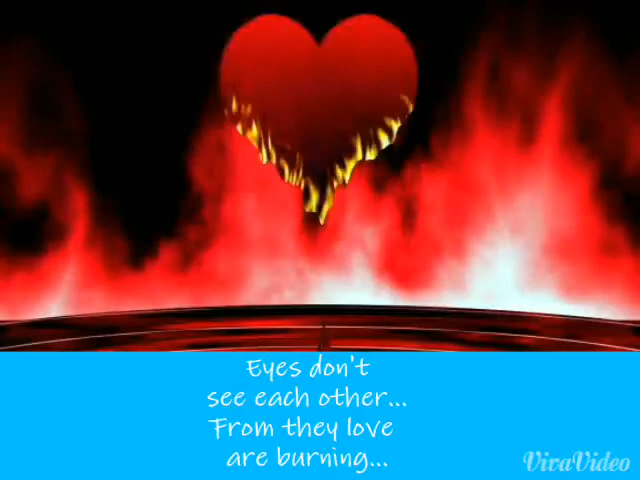 Eyes don't
see each other...
From they love
are burning...
VivaVideo